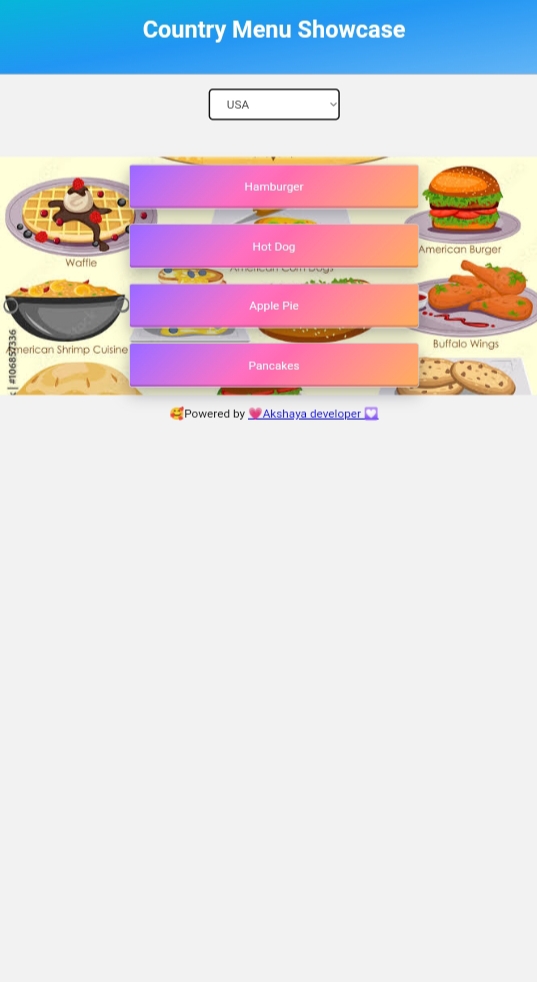 Country Menu Showcase
USA
Hamburger
Hot Dog
American Burger
Waffle
American Corn Dogs
Apple Pie
Buffalo Wings
American Shrimp Cuisine
Pancakes
🥰Powered by 💗Akshaya developer 💟